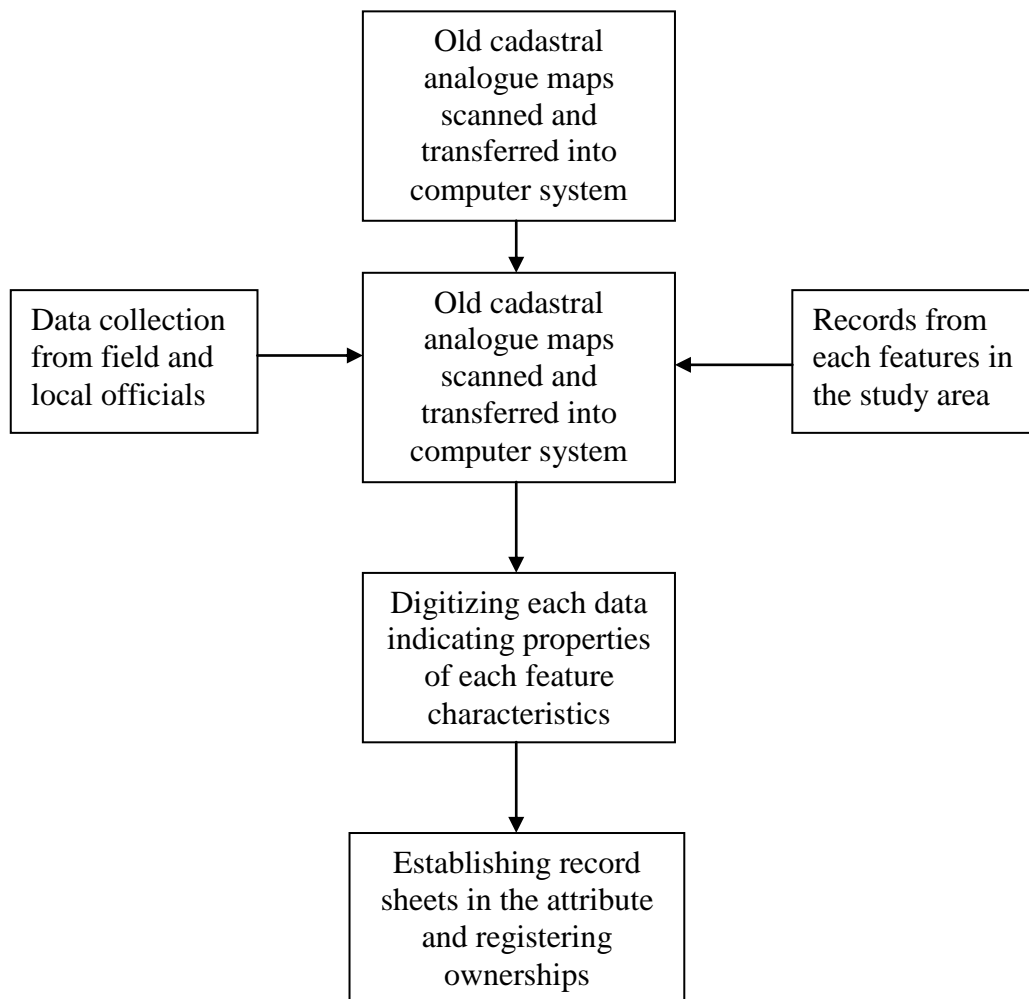 Old cadastral
analogue maps
scanned and
transferred into
computer system
Data collection
from field and
local officials
Old cadastral
analogue maps
scanned and
transferred into
computer system
Records from
each features in
the study area
Digitizing each data
indicating properties
of each feature
characteristics
Establishing record
sheets in the attribute
and registering
ownerships